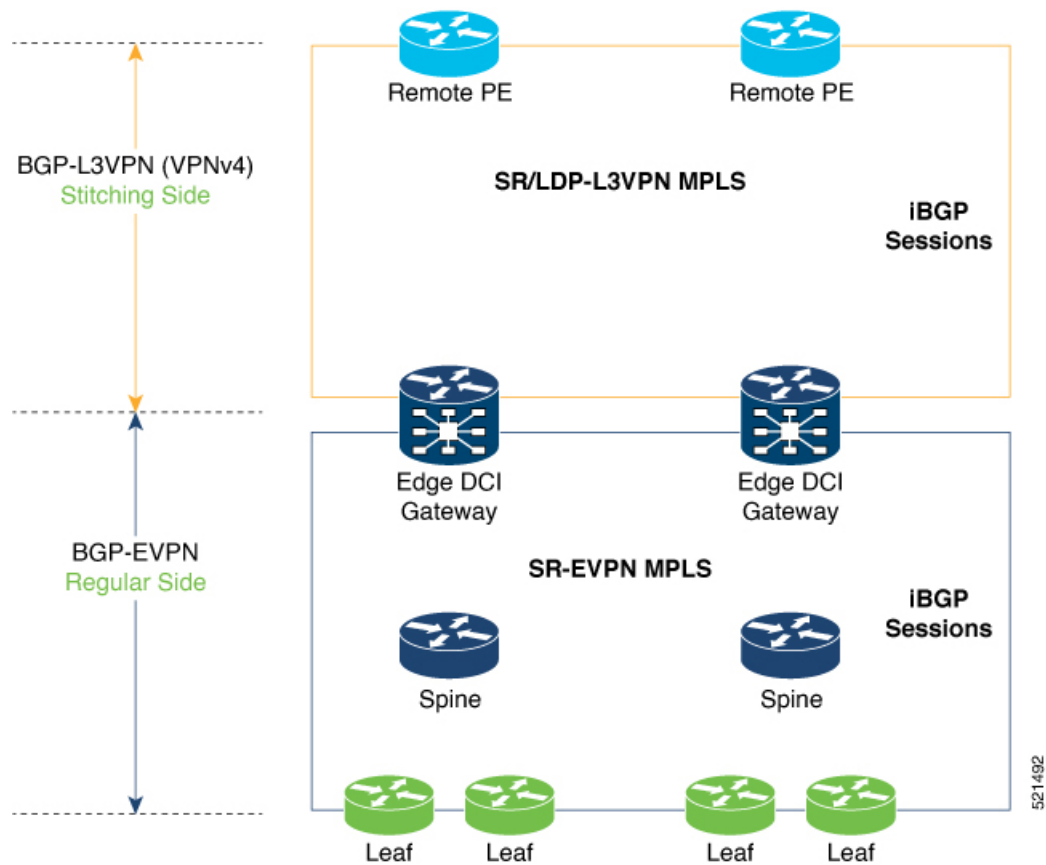 Remote PE
Remote PE
BGP-L3VPN (VPNv4)
Stitching Side
SR/LDP-L3VPN MPLS
iBGP
Sessions
Edge DCI
Gateway
Edge DCI
Gateway
BGP-EVPN
Regular Side
SR-EVPN MPLS
iBGP
Sessions
Spine
Spine
Leaf
Leaf
Leaf
Leaf
521492